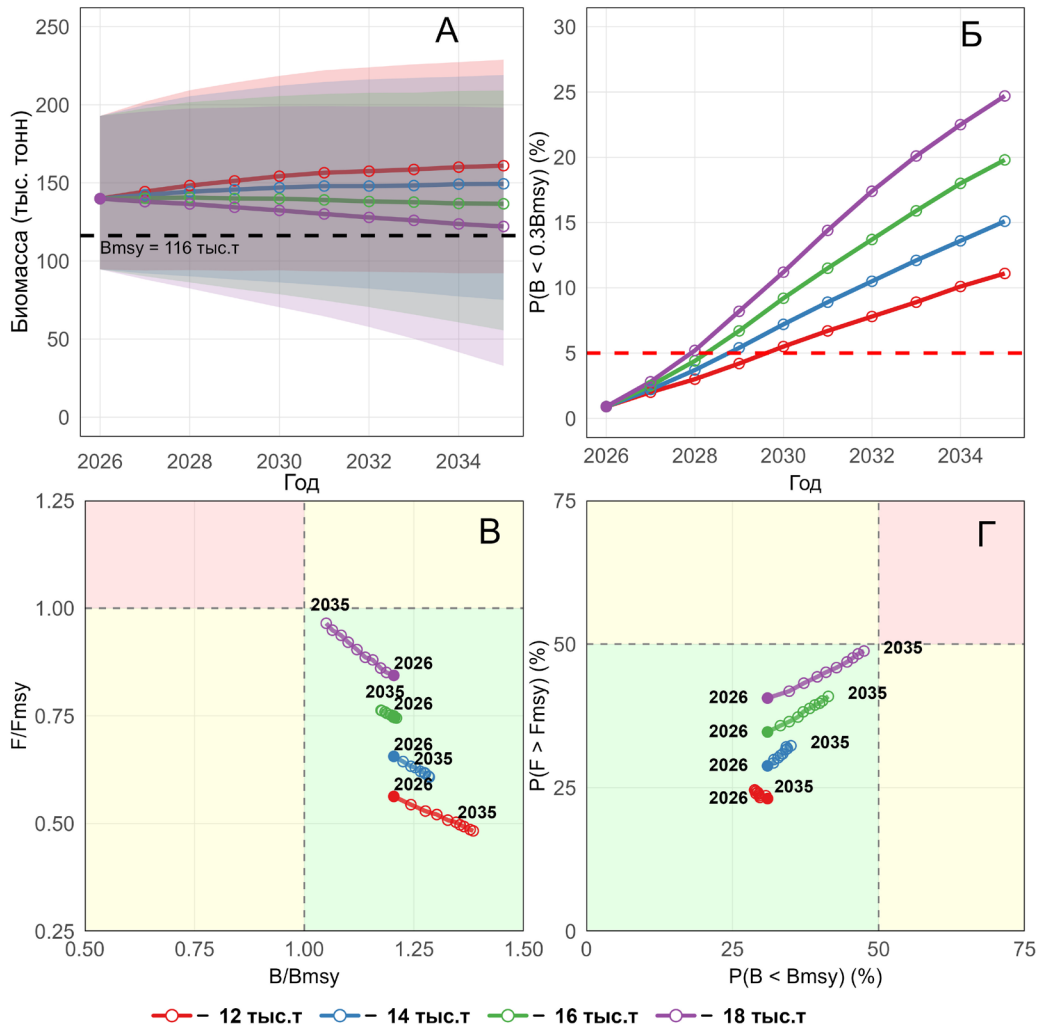 А
Биомасса (тыс. тонн)
250
200
150
100
50
0
Bmsy = 116 тыс.т
2026 2028 2030 2032 2034
Год
Б
P(B < 0.3Bmsy) (%)
30
25
20
15
10
5
0
2026 2028 2030 2032 2034
Год
В
F/Fmsy
1.25
1.00
0.75
0.50
0.25
2035
2026
2035
2026
2026
2035
2026
2035
0.50 0.75 1.00 1.25 1.50
B/Bmsy
Г
P(F > Fmsy) (%)
75
50
25
0
2035
2026
2035
2026
2035
2026
2035
2026
0 25 50 75
P(B < Bmsy) (%)
– 12 тыс.т – 14 тыс.т – 16 тыс.т – 18 тыс.т